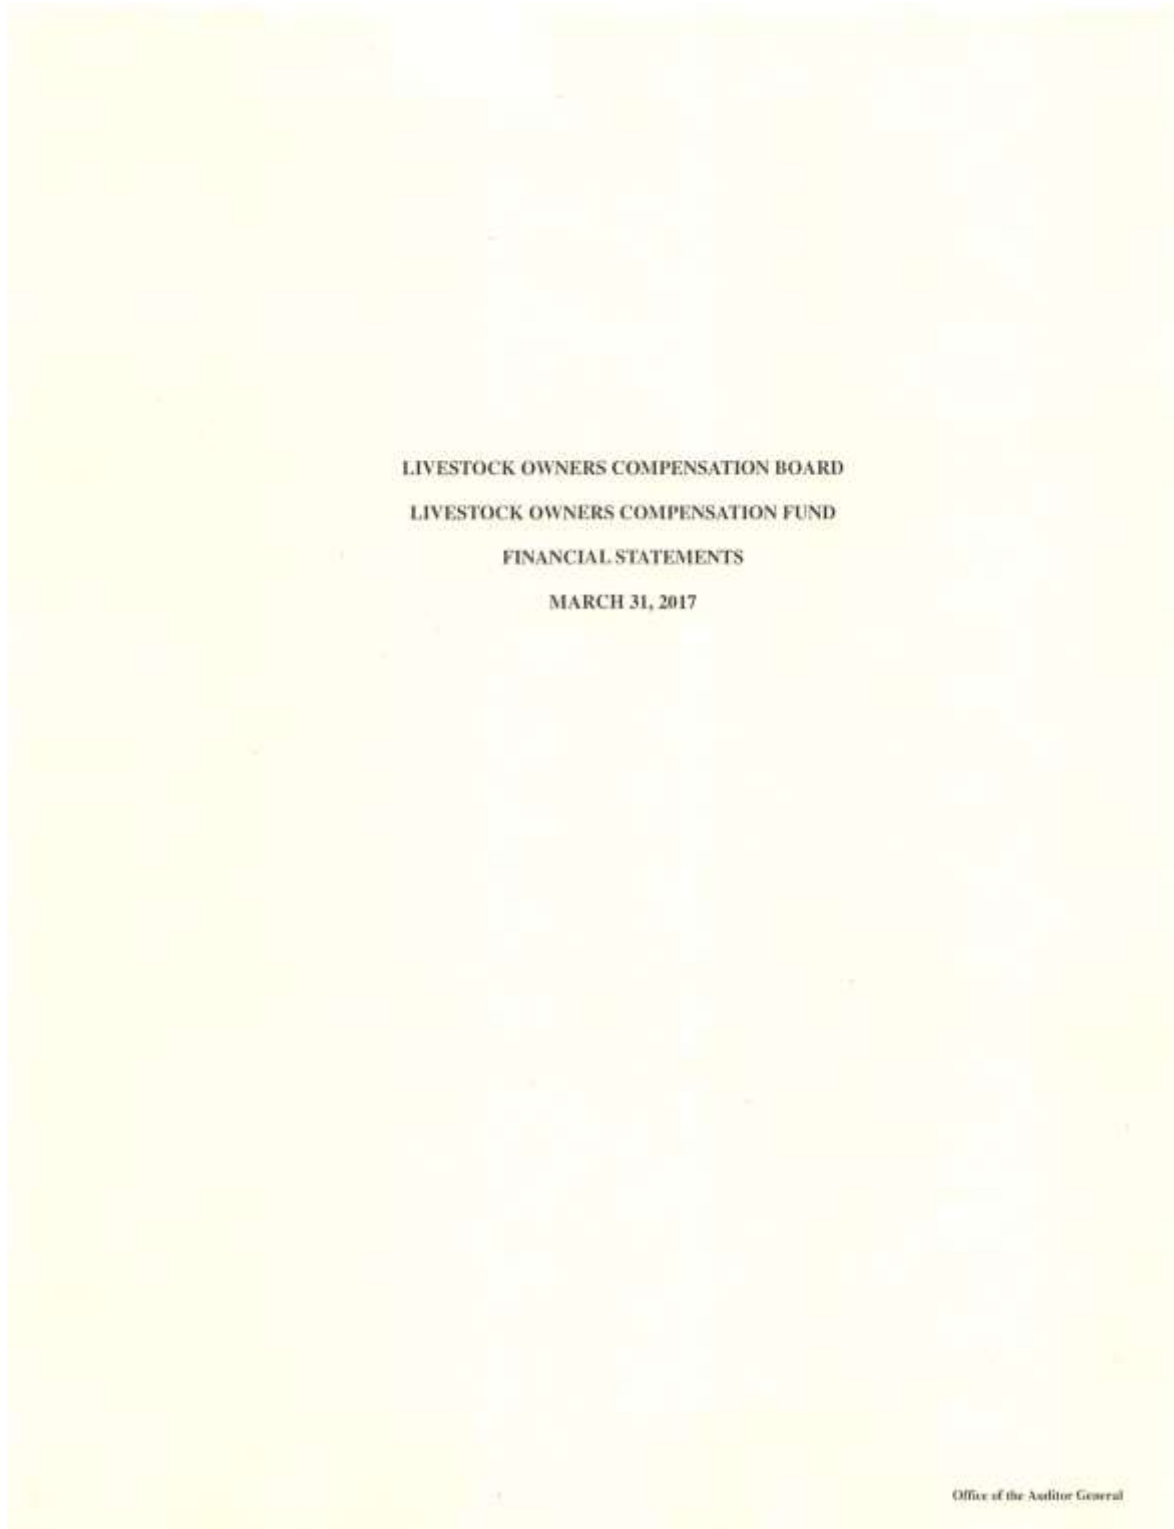 LIVESTOCK OWNERS COMPENSATION BOARD
LIVESTOCK OWNERS COMPENSATION FUND
FINANCIAL STATEMENTS
MARCH 31, 2017
Office of the Auditor General